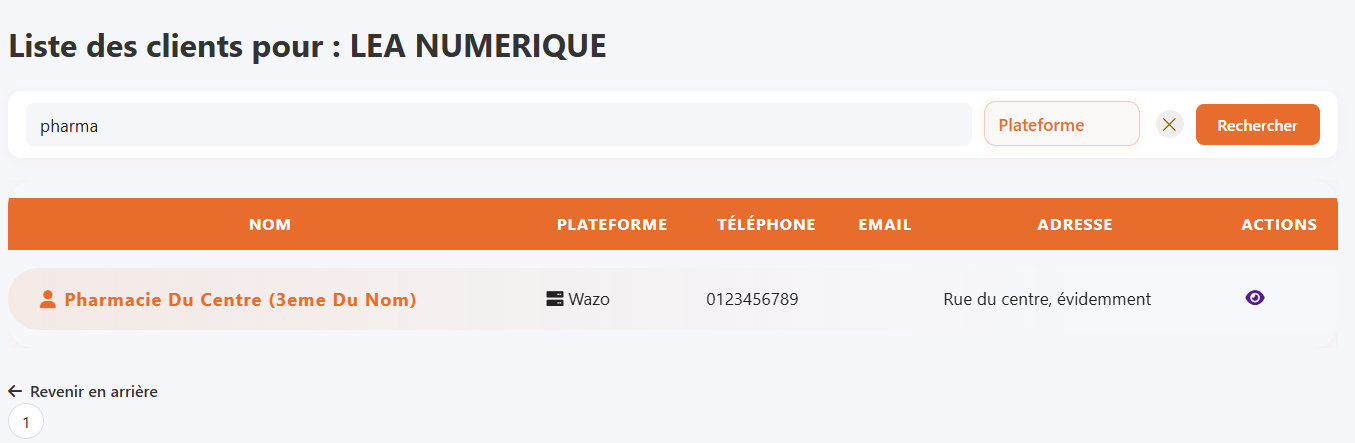 Liste des clients pour : LEA NUMERIQUE
pharma Plateforme Rechercher
NOM PLATEFORME TÉLÉPHONE EMAIL ADRESSE ACTIONS
Pharmacie Du Centre (3eme Du Nom) Wazo 0123456789 Rue du centre, évidemment
Revenir en arrière
1